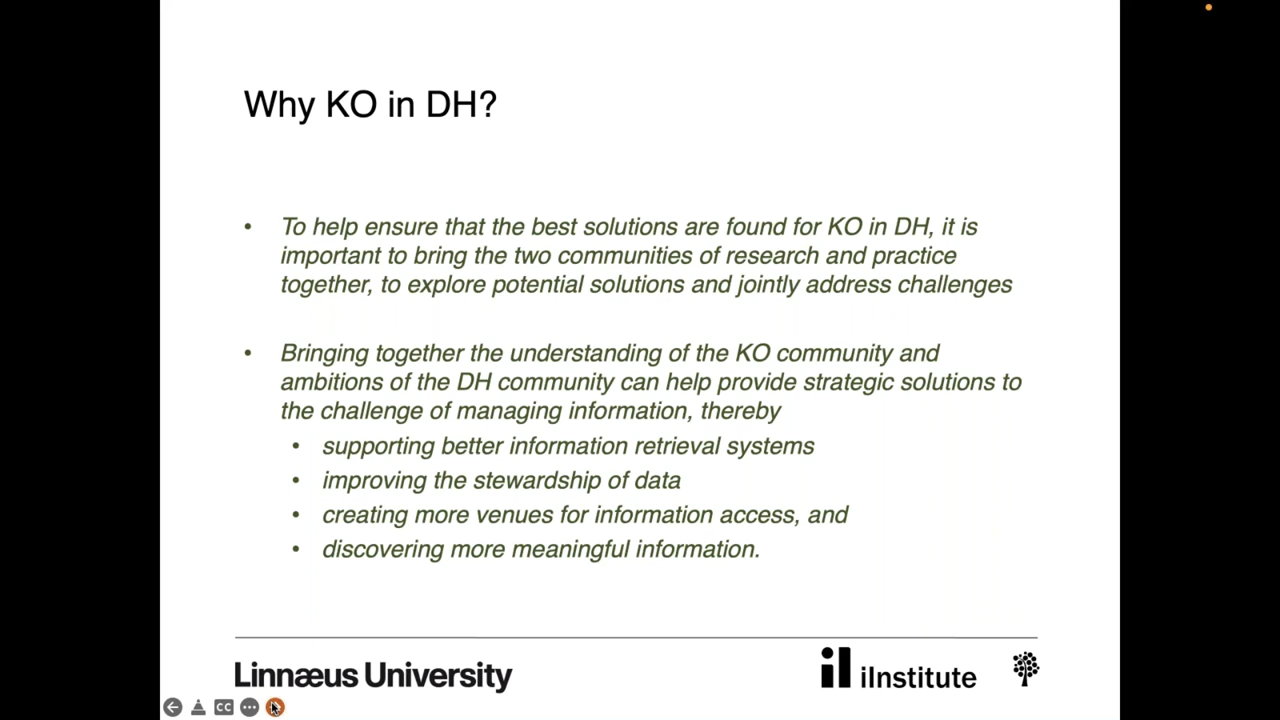 Why KO in DH?
• To help ensure that the best solutions are found for KO in DH, it is
important to bring the two communities of research and practice
together, to explore potential solutions and jointly address challenges
• Bringing together the understanding of the KO community and
ambitions of the DH community can help provide strategic solutions to
the challenge of managing information, thereby
• supporting better information retrieval systems
• improving the stewardship of data
• creating more venues for information access, and
• discovering more meaningful information.
Linnæus University
iInstitute
CC